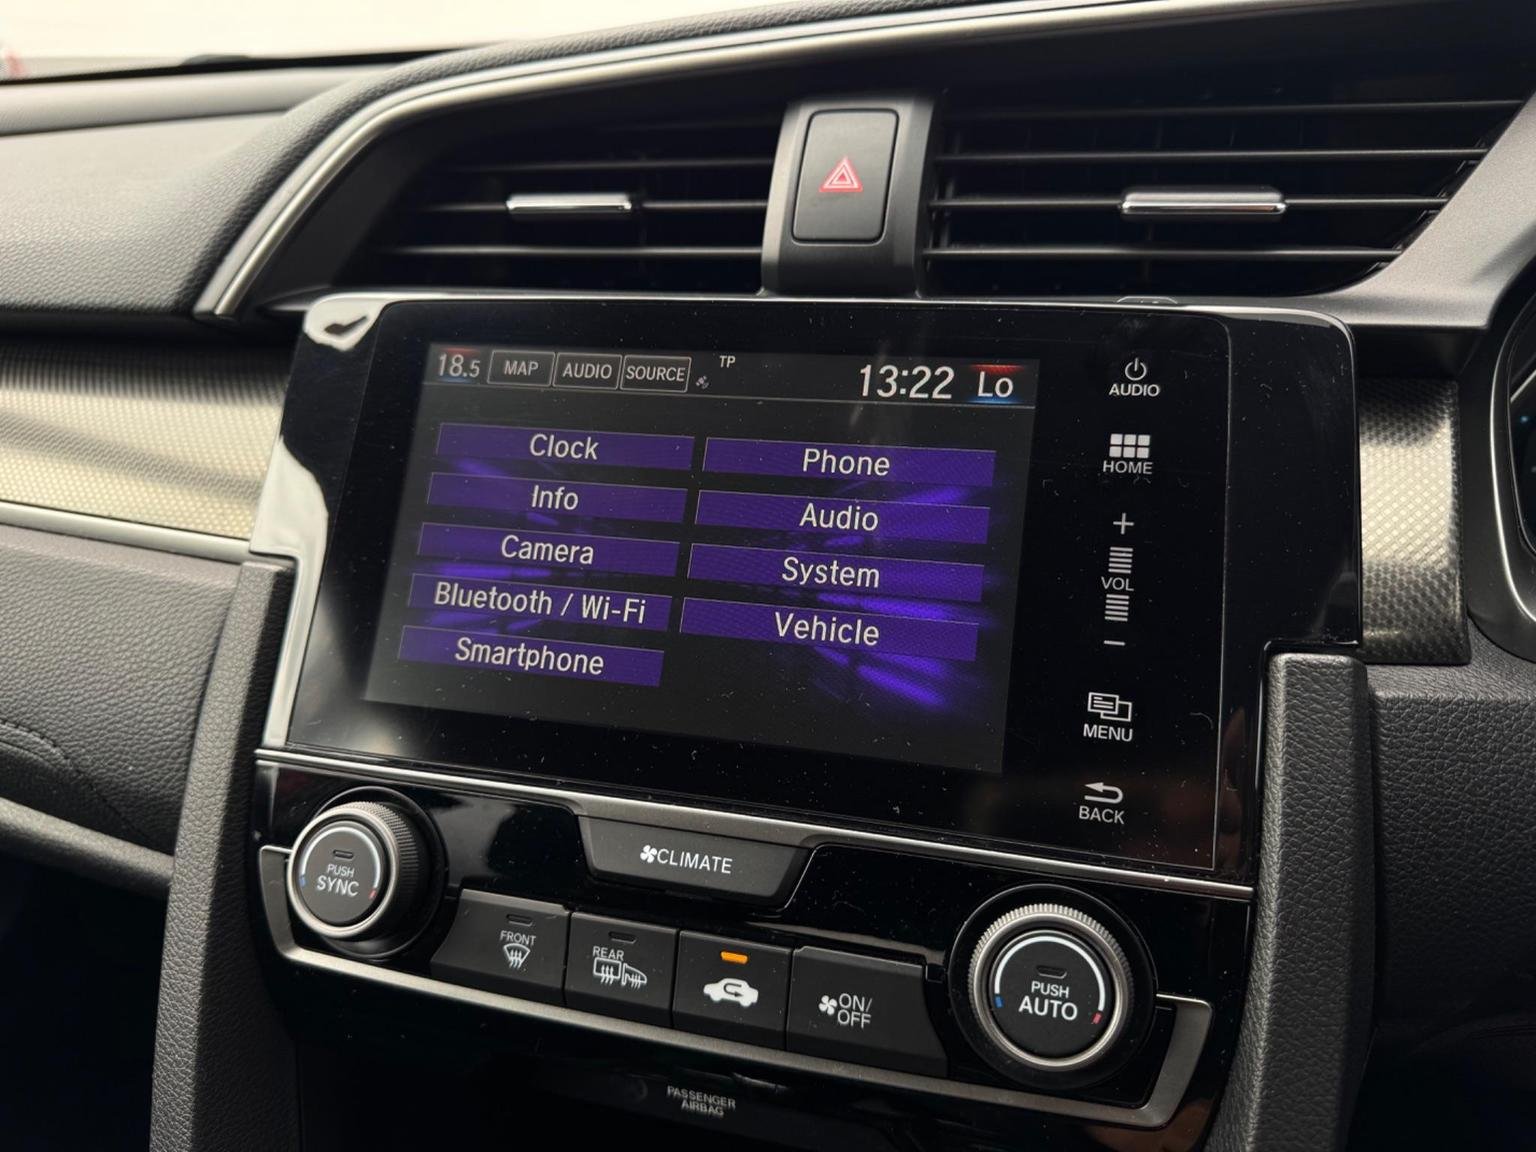 18.5 MAP AUDIO SOURCE TP 13:22 Lo
Clock
Phone
Info
Audio
Camera
System
Bluetooth / Wi-Fi
Vehicle
Smartphone
AUDIO
HOME
+
VOL
−
MENU
BACK
CLIMATE
PUSH
SYNC
FRONT
REAR
ON/
OFF
PUSH
AUTO
PASSENGER
AIRBAG